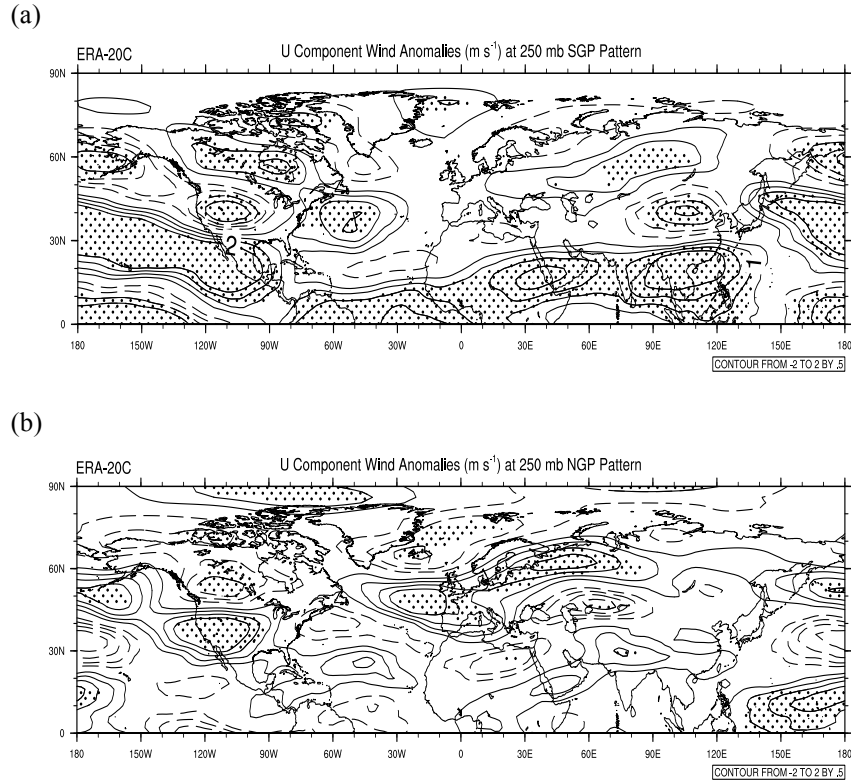 (a)
ERA-20C U Component Wind Anomalies (m s⁻¹) at 250 mb SGP Pattern
90N
60N
30N
0
180 150W 120W 90W 60W 30W 0 30E 60E 90E 120E 150E 180
2
CONTOUR FROM -2 TO 2 BY .5
(b)
ERA-20C U Component Wind Anomalies (m s⁻¹) at 250 mb NGP Pattern
90N
60N
30N
0
180 150W 120W 90W 60W 30W 0 30E 60E 90E 120E 150E 180
CONTOUR FROM -2 TO 2 BY .5